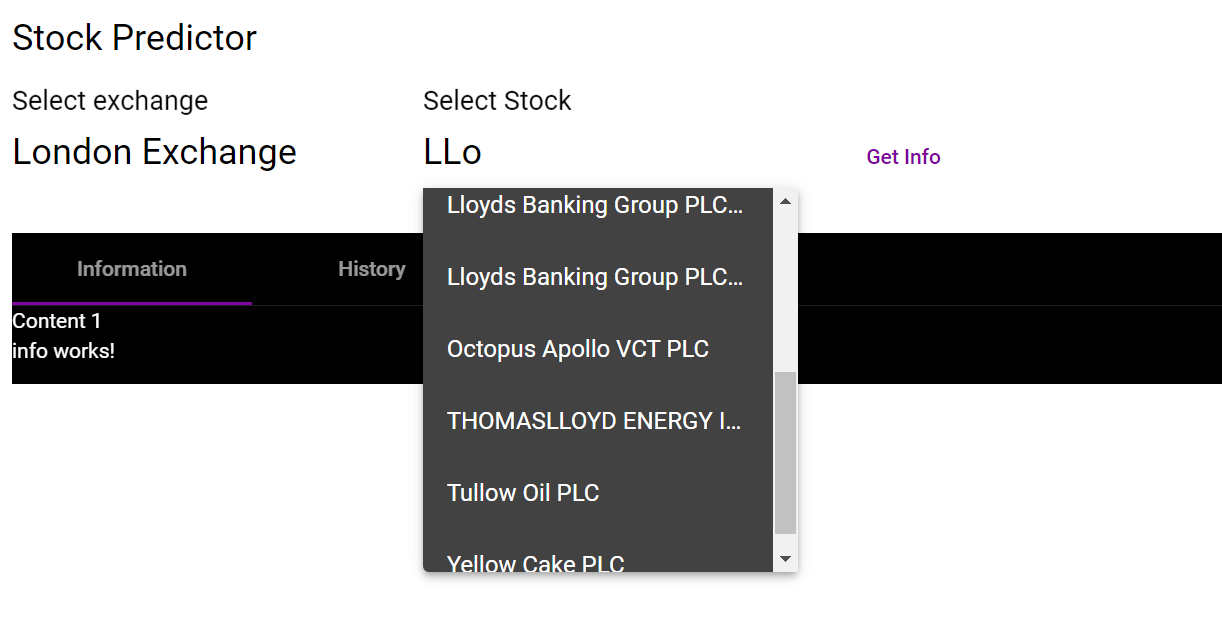 Stock Predictor
Select exchange
Select Stock
London Exchange
LLo
Get Info
Lloyds Banking Group PLC...
Information
History
Lloyds Banking Group PLC...
Content 1
info works!
Octopus Apollo VCT PLC
THOMASLLOYD ENERGY I...
Tullow Oil PLC
Yellow Cake PLC